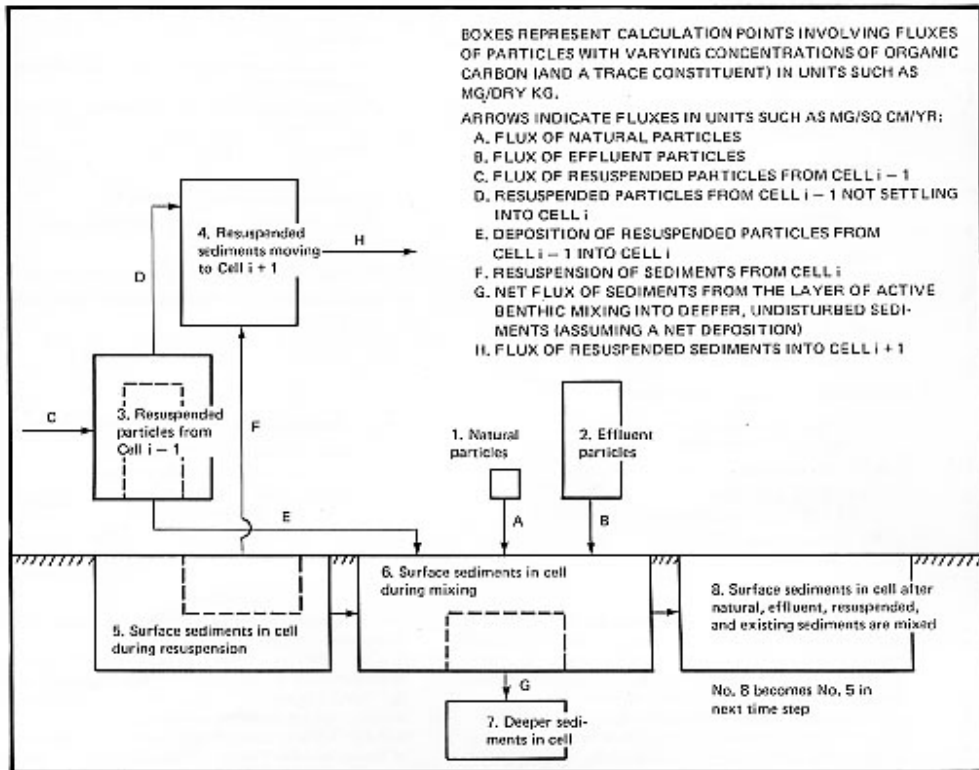 BOXES REPRESENT CALCULATION POINTS INVOLVING FLUXES
OF PARTICLES WITH VARYING CONCENTRATIONS OF ORGANIC
CARBON (AND A TRACE CONSTITUENT) IN UNITS SUCH AS
MG/DRY KG.
ARROWS INDICATE FLUXES IN UNITS SUCH AS MG/SQ CM/YR:
A. FLUX OF NATURAL PARTICLES
B. FLUX OF EFFLUENT PARTICLES
C. FLUX OF RESUSPENDED PARTICLES FROM CELL i − 1
D. RESUSPENDED PARTICLES FROM CELL i − 1 NOT SETTLING
INTO CELL i
E. DEPOSITION OF RESUSPENDED PARTICLES FROM
CELL i − 1 INTO CELL i
F. RESUSPENSION OF SEDIMENTS FROM CELL i
G. NET FLUX OF SEDIMENTS FROM THE LAYER OF ACTIVE
BENTHIC MIXING INTO DEEPER, UNDISTURBED SEDI-
MENTS (ASSUMING A NET DEPOSITION)
H. FLUX OF RESUSPENDED SEDIMENTS INTO CELL i + 1
4. Resuspended
sediments moving
to Cell i + 1
H
D
C
3. Resuspended
particles from
Cell i − 1
F
E
1. Natural
particles
A
2. Effluent
particles
B
5. Surface sediments in cell
during resuspension
6. Surface sediments in cell
during mixing
G
7. Deeper sedi-
ments in cell
8. Surface sediments in cell after
natural, effluent, resuspended,
and existing sediments are mixed
No. 8 becomes No. 5 in
next time step